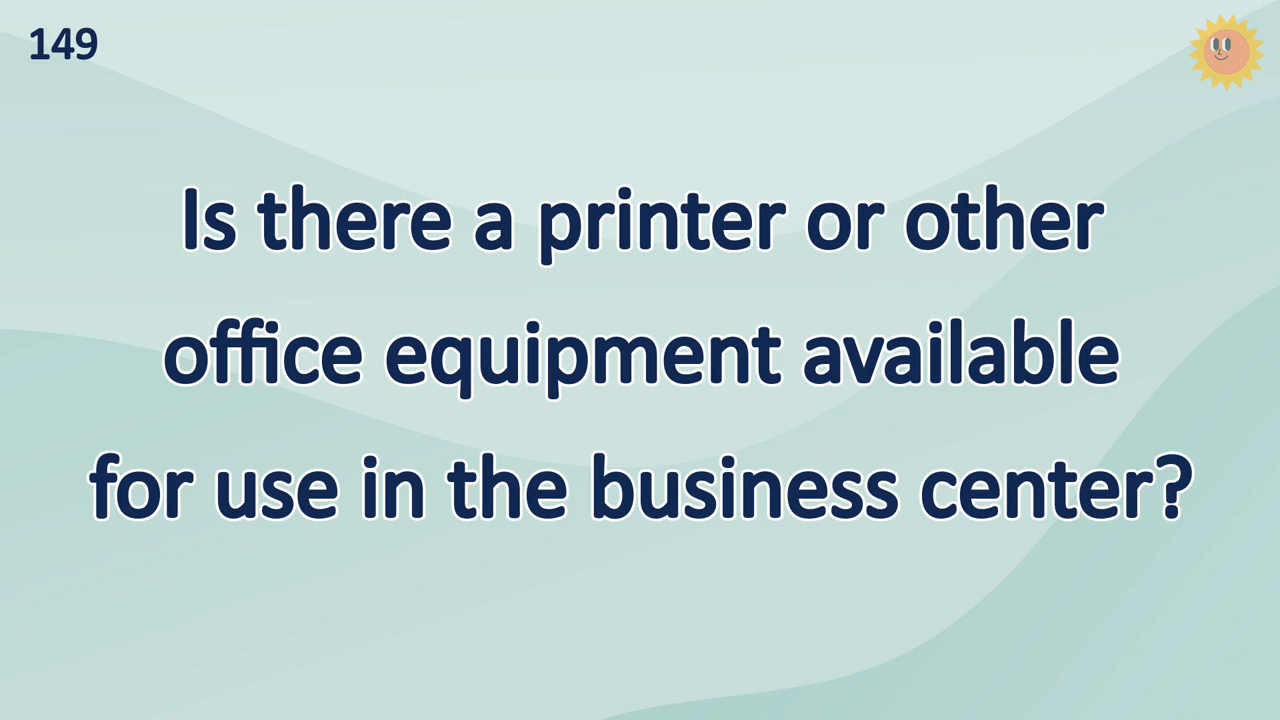 149
Is there a printer or other
office equipment available
for use in the business center?